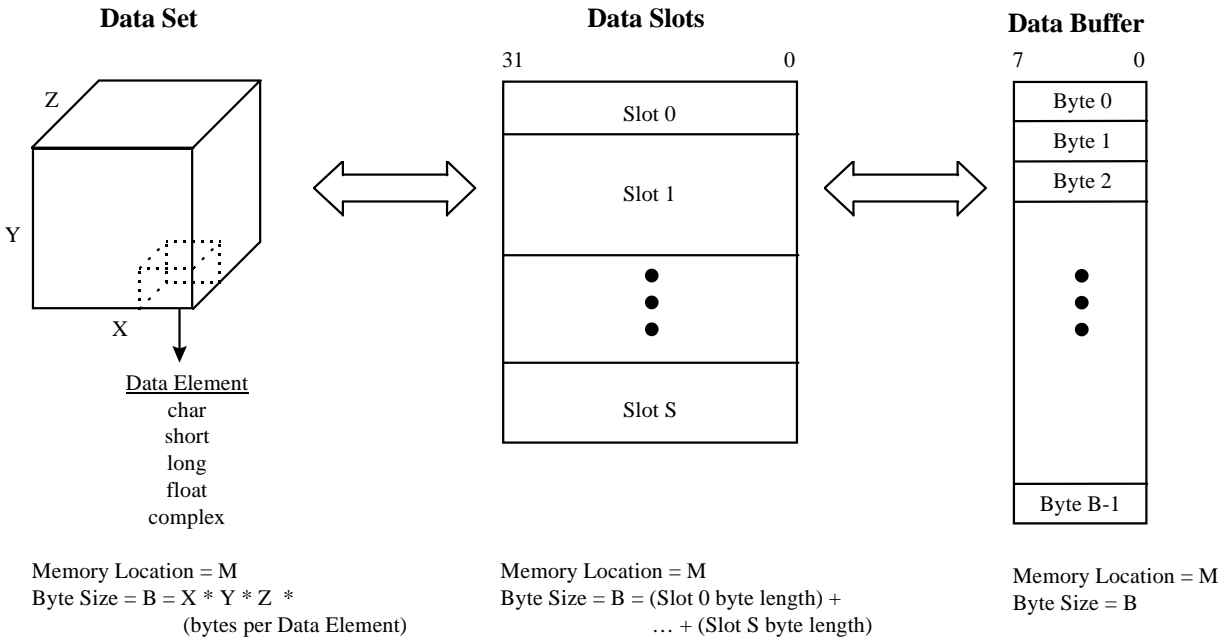 Data Set
Z
Y
X
Data Element
char
short
long
float
complex
Memory Location = M
Byte Size = B = X * Y * Z *
(bytes per Data Element)
Data Slots
31 0
Slot 0
Slot 1
Slot S
Memory Location = M
Byte Size = B = (Slot 0 byte length) +
… + (Slot S byte length)
Data Buffer
7 0
Byte 0
Byte 1
Byte 2
Byte B-1
Memory Location = M
Byte Size = B